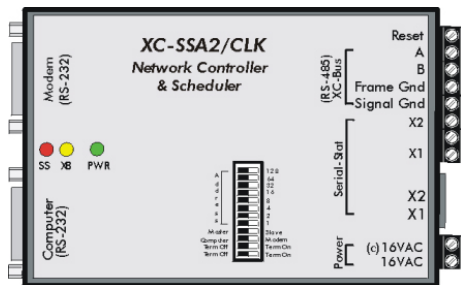 XC-SSA2/CLK
Network Controller
& Scheduler
Modem
(RS-232)
SS XB PWR
Computer
(RS-232)
Address
128
64
32
16
8
4
2
1
Master Slave
Computer Modem
Term Off Term On
Term Off Term On
Reset
(RS-485)
XC-Bus
A
B
Frame Gnd
Signal Gnd
Serial-Stat
X2
X1
X2
X1
Power
(c) 16VAC
16VAC